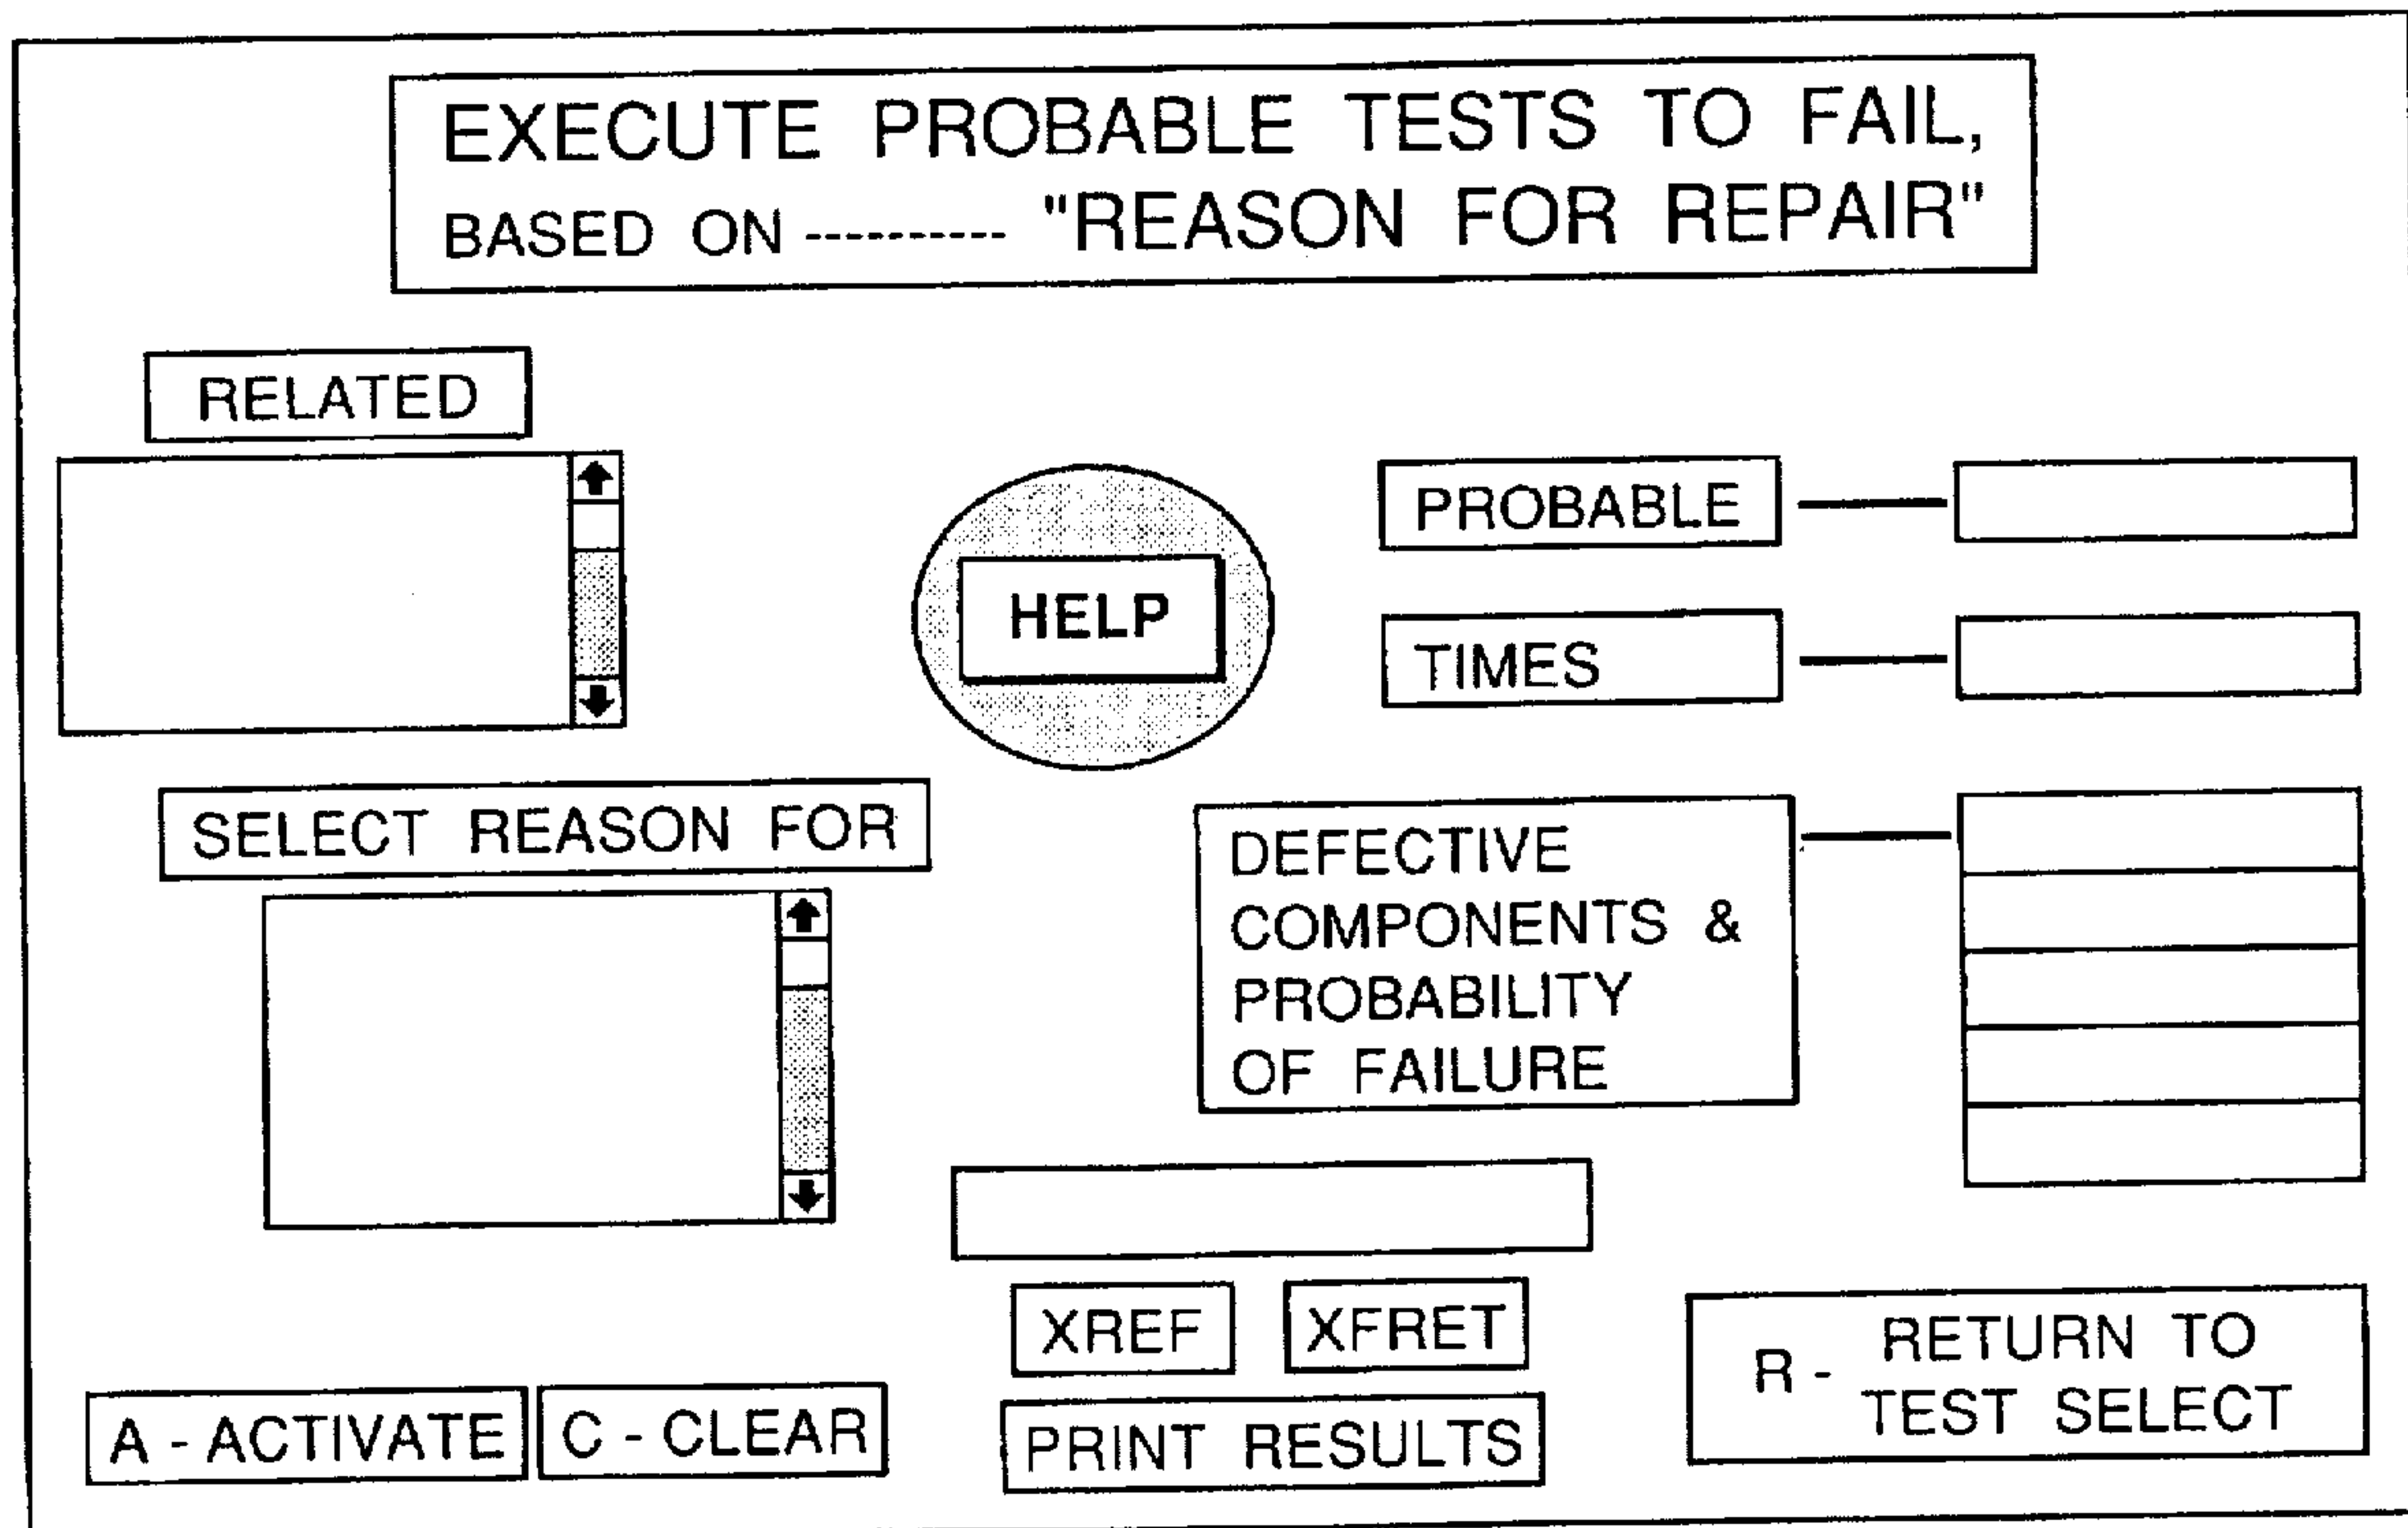 EXECUTE PROBABLE TESTS TO FAIL,
BASED ON ---------- "REASON FOR REPAIR"
RELATED
HELP
PROBABLE
TIMES
SELECT REASON FOR
DEFECTIVE
COMPONENTS &
PROBABILITY
OF FAILURE
XREF
XFRET
A - ACTIVATE
C - CLEAR
PRINT RESULTS
R - RETURN TO
TEST SELECT